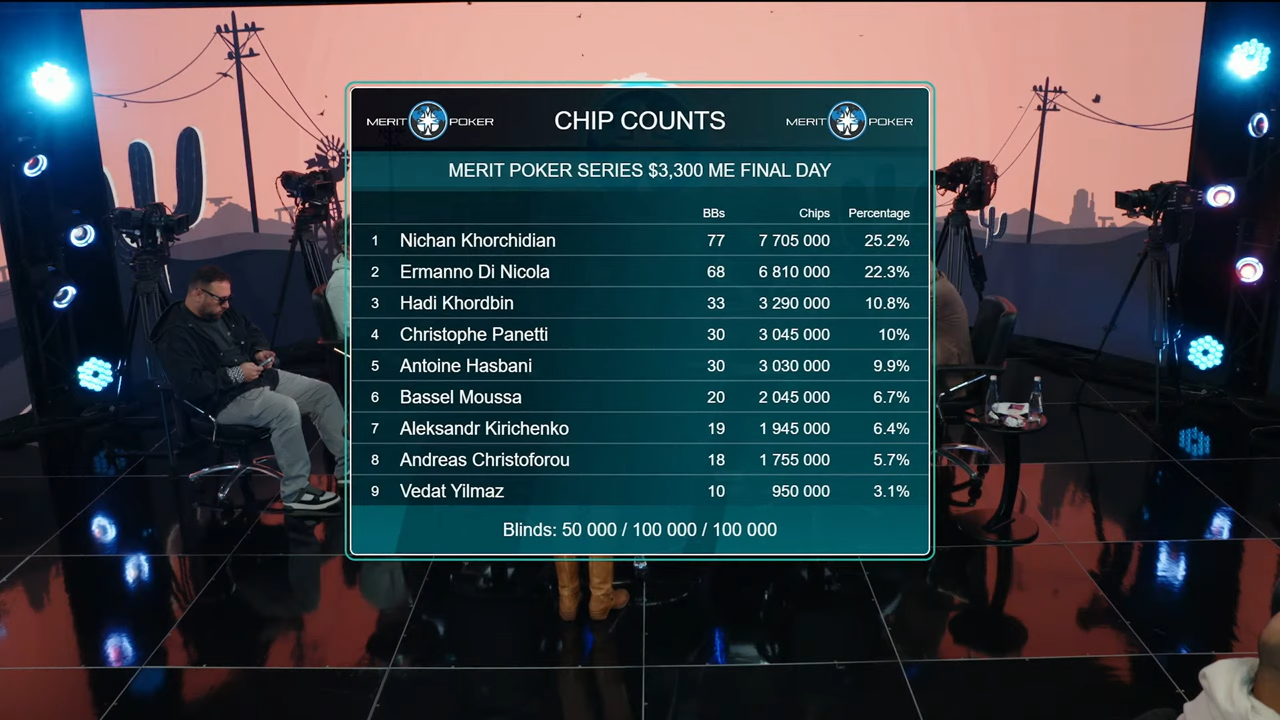 MERIT POKER CHIP COUNTS MERIT POKER
MERIT POKER SERIES $3,300 ME FINAL DAY
BBs Chips Percentage
1 Nichan Khorchidian 77 7 705 000 25.2%
2 Ermanno Di Nicola 68 6 810 000 22.3%
3 Hadi Khordbin 33 3 290 000 10.8%
4 Christophe Panetti 30 3 045 000 10%
5 Antoine Hasbani 30 3 030 000 9.9%
6 Bassel Moussa 20 2 045 000 6.7%
7 Aleksandr Kirichenko 19 1 945 000 6.4%
8 Andreas Christoforou 18 1 755 000 5.7%
9 Vedat Yilmaz 10 950 000 3.1%
Blinds: 50 000 / 100 000 / 100 000